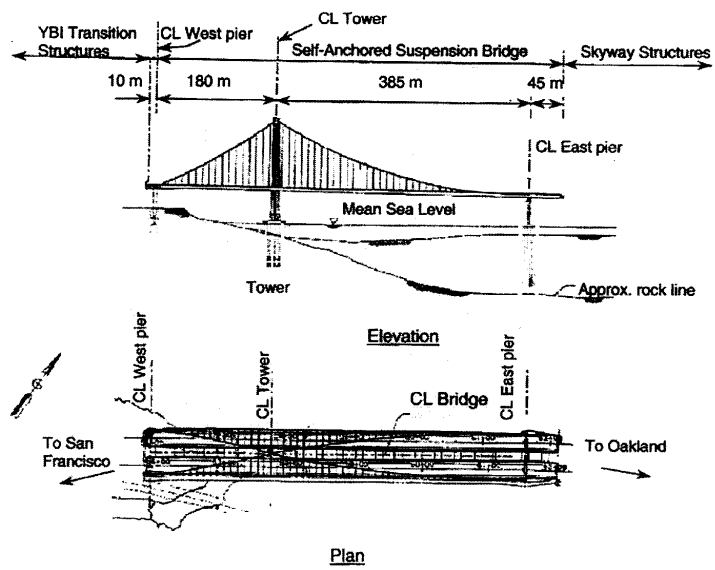 CL Tower
YBI Transition
Structures
CL West pier
Self-Anchored Suspension Bridge
Skyway Structures
10 m
180 m
385 m
45 m
CL East pier
Mean Sea Level
Tower
Approx. rock line
Elevation
CL West pier
CL Tower
CL East pier
CL Bridge
To San
Francisco
To Oakland
Plan